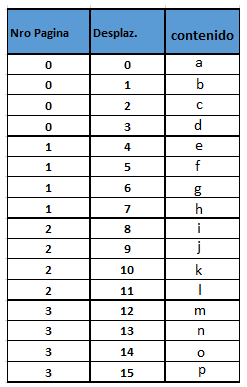 Nro Pagina Desplaz. contenido
0 0 a
0 1 b
0 2 c
0 3 d
1 4 e
1 5 f
1 6 g
1 7 h
2 8 i
2 9 j
2 10 k
2 11 l
3 12 m
3 13 n
3 14 o
3 15 p